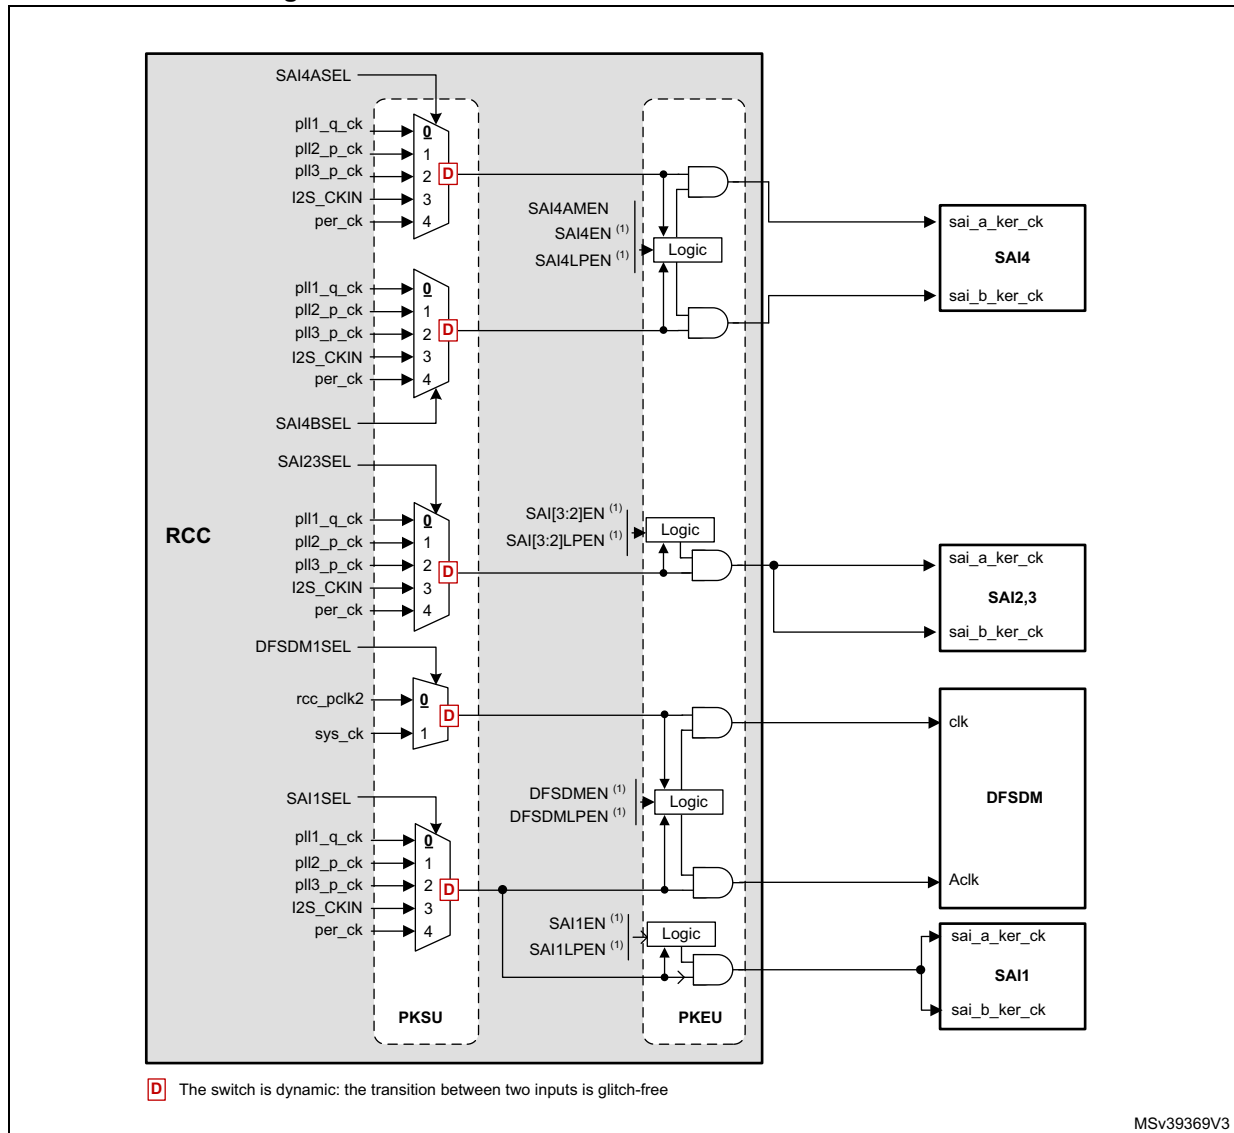 SAI4ASEL
pll1_q_ck 0
pll2_p_ck 1
pll3_p_ck 2 D
I2S_CKIN 3
per_ck 4
SAI4AMEN
SAI4EN (1)
SAI4LPEN (1)
Logic
sai_a_ker_ck
SAI4
sai_b_ker_ck
pll1_q_ck 0
pll2_p_ck 1
pll3_p_ck 2 D
I2S_CKIN 3
per_ck 4
SAI4BSEL
SAI23SEL
RCC
pll1_q_ck 0
pll2_p_ck 1
pll3_p_ck 2 D
I2S_CKIN 3
per_ck 4
SAI[3:2]EN (1)
SAI[3:2]LPEN (1)
Logic
sai_a_ker_ck
SAI2,3
sai_b_ker_ck
DFSDM1SEL
rcc_pclk2 0
D
sys_ck 1
clk
DFSDM
Aclk
DFSDMEN (1)
DFSDMLPEN (1)
Logic
SAI1SEL
pll1_q_ck 0
pll2_p_ck 1
pll3_p_ck 2 D
I2S_CKIN 3
per_ck 4
SAI1EN (1)
SAI1LPEN (1)
Logic
sai_a_ker_ck
SAI1
sai_b_ker_ck
PKSU
PKEU
D The switch is dynamic: the transition between two inputs is glitch-free
MSv39369V3